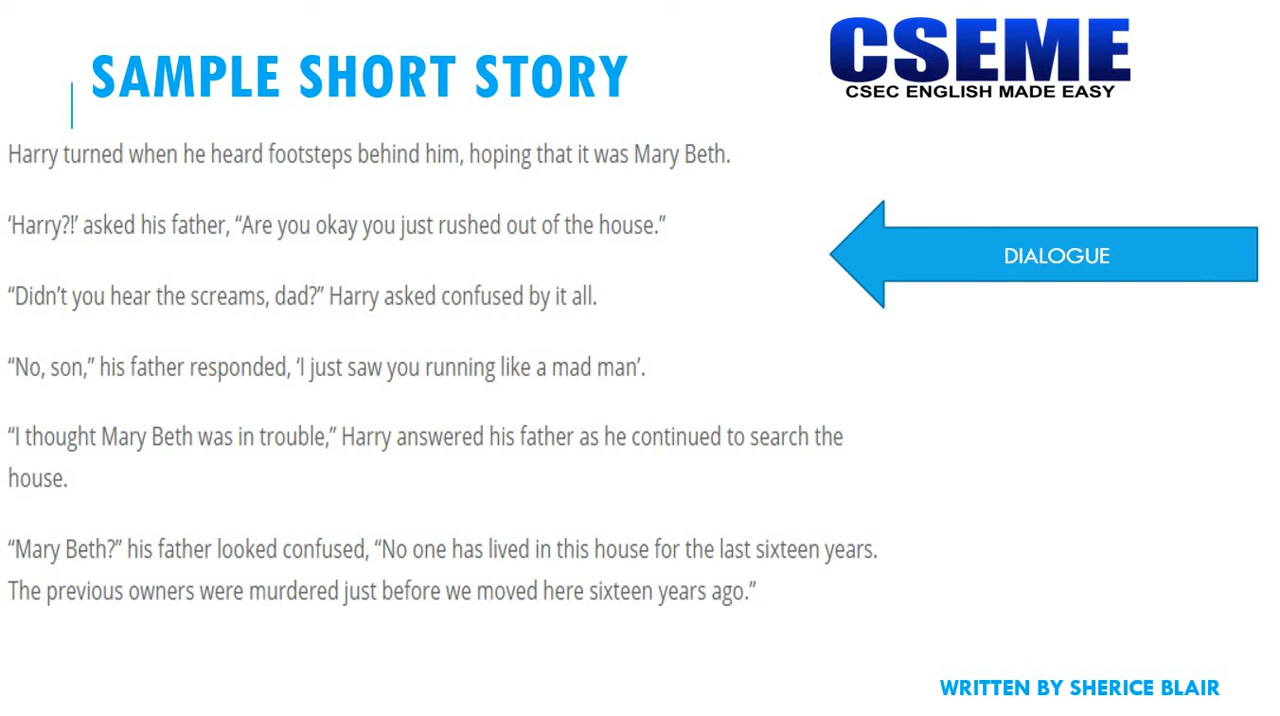 SAMPLE SHORT STORY
CSEME
CSEC ENGLISH MADE EASY
Harry turned when he heard footsteps behind him, hoping that it was Mary Beth.
‘Harry?!’ asked his father, “Are you okay you just rushed out of the house.”
DIALOGUE
“Didn’t you hear the screams, dad?” Harry asked confused by it all.
“No, son,” his father responded, ‘I just saw you running like a mad man’.
“I thought Mary Beth was in trouble,” Harry answered his father as he continued to search the
house.
“Mary Beth?” his father looked confused, “No one has lived in this house for the last sixteen years.
The previous owners were murdered just before we moved here sixteen years ago.”
WRITTEN BY SHERICE BLAIR